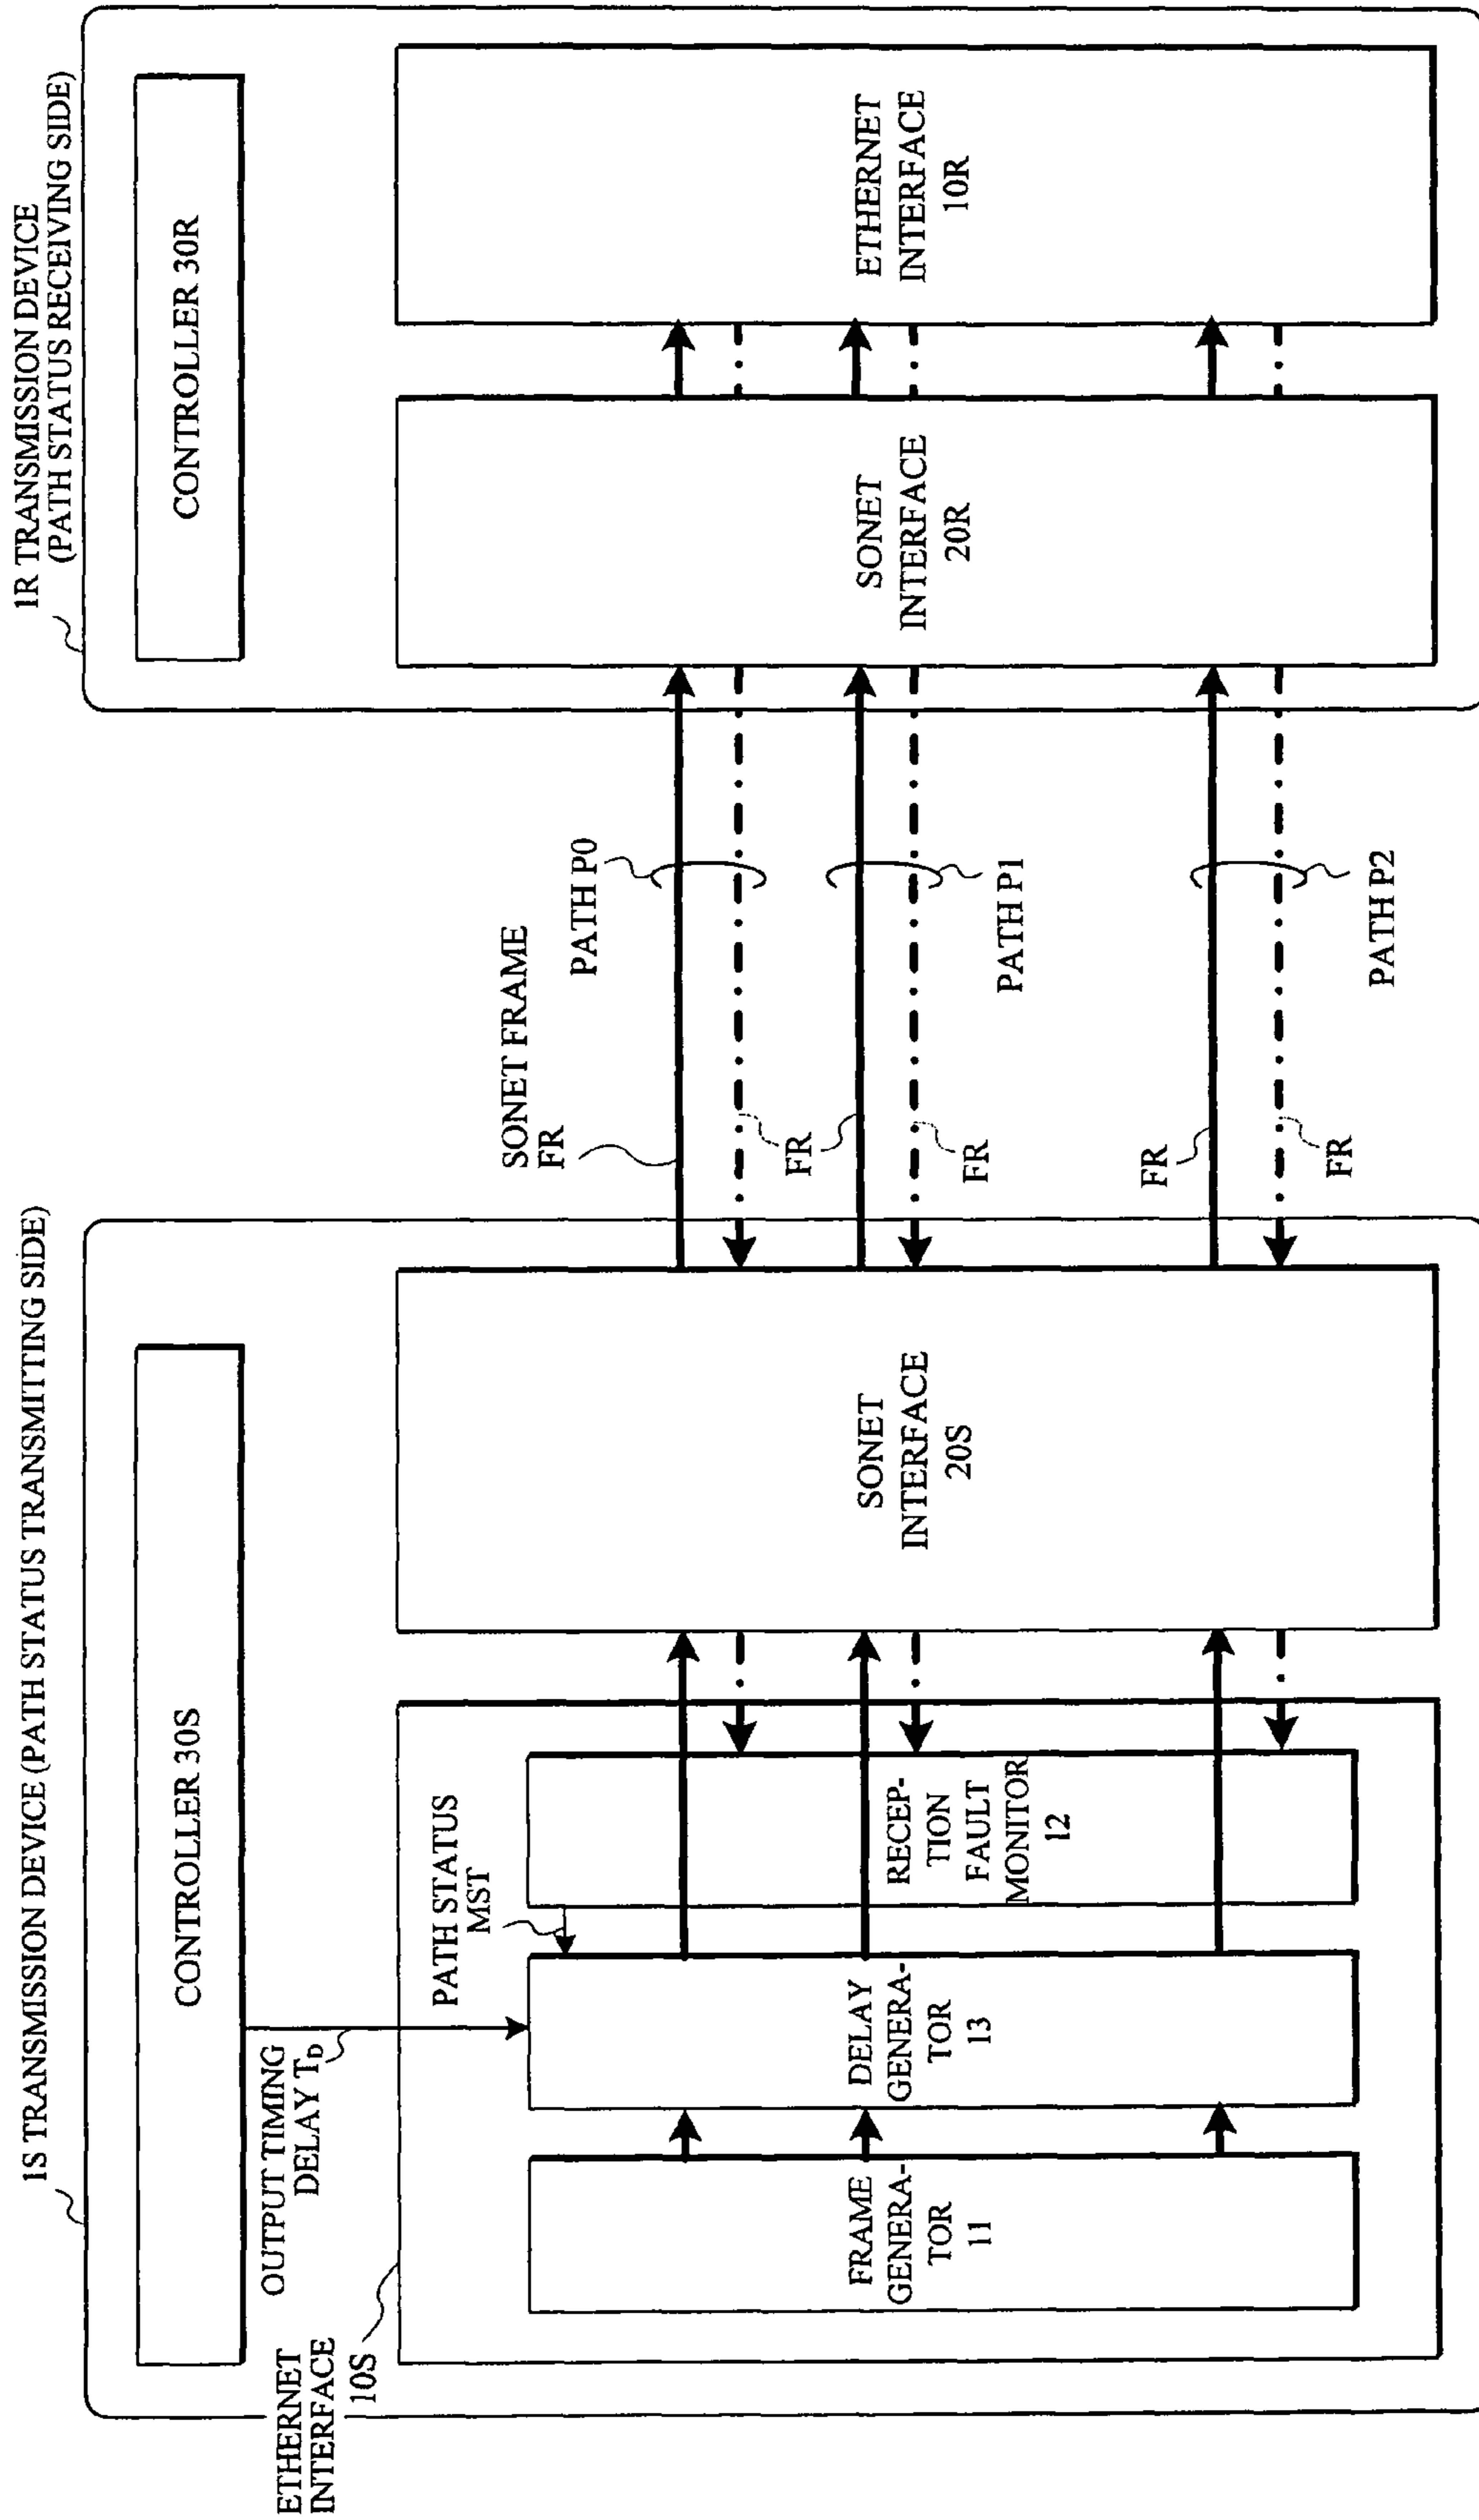 1S TRANSMISSION DEVICE (PATH STATUS TRANSMITTING SIDE)
CONTROLLER 30S
OUTPUT TIMING
DELAY TD
ETHERNET
INTERFACE
10S
PATH STATUS
MST
FRAME
GENERA-
TOR
11
DELAY
GENERA-
TOR
13
RECEP-
TION
FAULT
MONITOR
12
SONET
INTERFACE
20S
SONET FRAME
FR
PATH P0
FR
FR
PATH P1
FR
FR
PATH P2
1R TRANSMISSION DEVICE
(PATH STATUS RECEIVING SIDE)
CONTROLLER 30R
SONET
INTERFACE
20R
ETHERNET
INTERFACE
10R